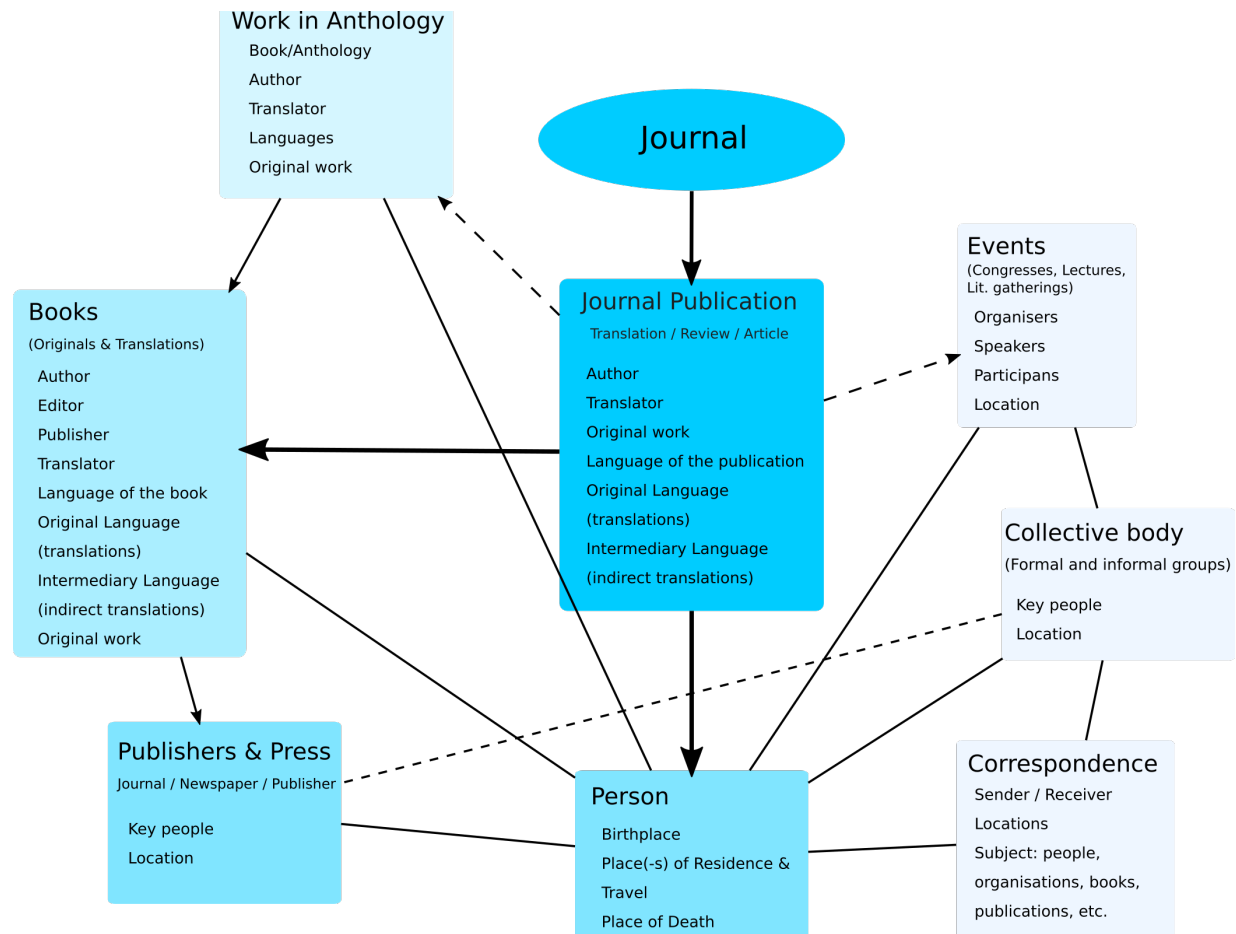 Work in Anthology
Book/Anthology
Author
Translator
Languages
Original work
Journal
Journal Publication
Translation / Review / Article
Author
Translator
Original work
Language of the publication
Original Language
(translations)
Intermediary Language
(indirect translations)
Events
(Congresses, Lectures,
Lit. gatherings)
Organisers
Speakers
Participans
Location
Books
(Originals & Translations)
Author
Editor
Publisher
Translator
Language of the book
Original Language
(translations)
Intermediary Language
(indirect translations)
Original work
Collective body
(Formal and informal groups)
Key people
Location
Publishers & Press
Journal / Newspaper / Publisher
Key people
Location
Person
Birthplace
Place(-s) of Residence &
Travel
Place of Death
Correspondence
Sender / Receiver
Locations
Subject: people,
organisations, books,
publications, etc.